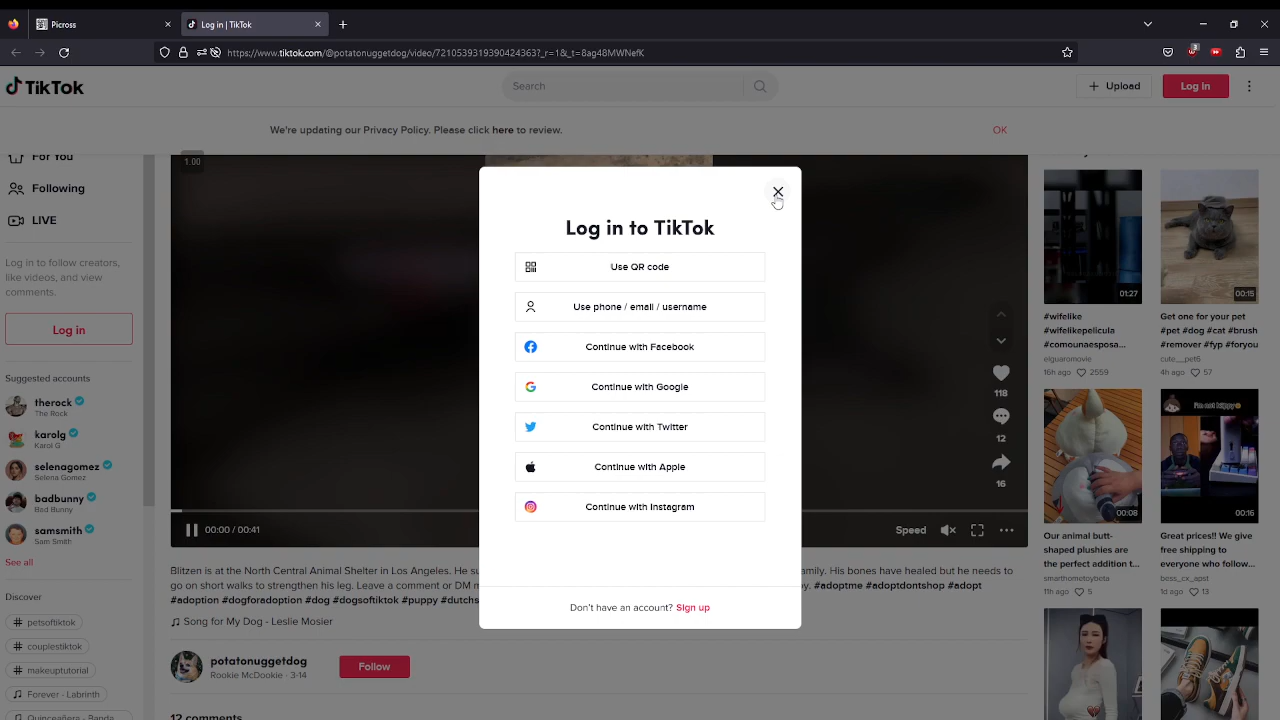 Picross
Log in | TikTok
https://www.tiktok.com/@potatonuggetdog/video/7210539319390424363?_r=1&_t=8ag48MWNefK
TikTok
Search
Upload
Log in
We're updating our Privacy Policy. Please click here to review.
OK
For You
Following
LIVE
Log in to follow creators,
like videos, and view
comments.
Log in
Suggested accounts
therock
The Rock
karolg
Karol G
selenagomez
Selena Gomez
badbunny
Bad Bunny
samsmith
Sam Smith
See all
Discover
# petsoftiktok
# couplestiktok
# makeuptutorial
Forever - Labrinth
Quinceañera - Banda
1.00
00:00 / 00:41
Speed
118
12
16
Log in to TikTok
Use QR code
Use phone / email / username
Continue with Facebook
Continue with Google
Continue with Twitter
Continue with Apple
Continue with Instagram
Don't have an account? Sign up
Blitzen is at the North Central Animal Shelter in Los Angeles. He su
family. His bones have healed but he needs to
go on short walks to strengthen his leg. Leave a comment or DM m
#adoptme #adoptdontshop #adopt
#adoption #dogforadoption #dog #dogsoftiktok #puppy #dutchs
Song for My Dog - Leslie Mosier
potatonuggetdog
Rookie McDookie · 3-14
Follow
12 comments
01:27
#wifelike
#wifelikepelicula
#comounaesposa...
elguaromovie
16h ago
2559
00:15
Get one for your pet
#pet #dog #cat #brush
#remover #fyp #foryou
cute__pet6
4h ago
57
00:08
Our animal butt-
shaped plushies are
the perfect addition t...
smarthometoybeta
11h ago
5
i'm not kipp
00:16
Great prices!! We give
free shipping to
everyone who follow...
bess_cx_apst
1d ago
13